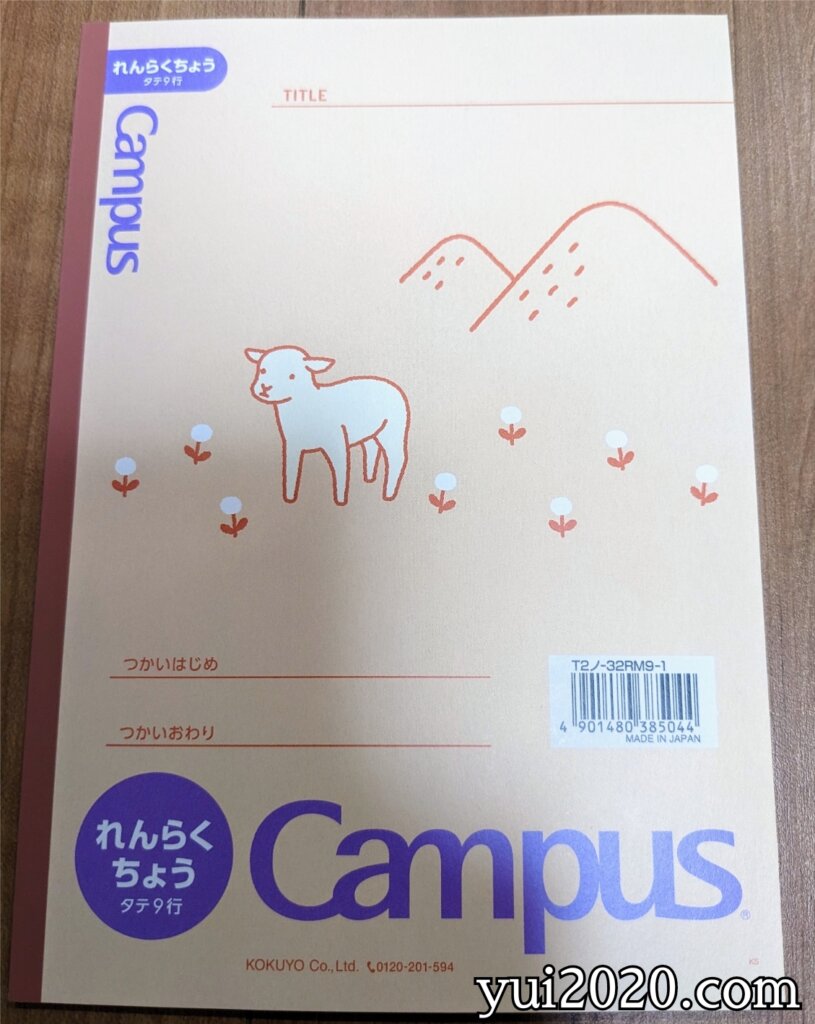 れんらくちょう
タテ9行
Campus
TITLE
つかいはじめ
つかいおわり
T2ノ-32RM9-1
4 901480 385044
MADE IN JAPAN
れんらく
ちょう
タテ9行
Campus®
KOKUYO Co., Ltd. 0120-201-594
KS
yui2020.com